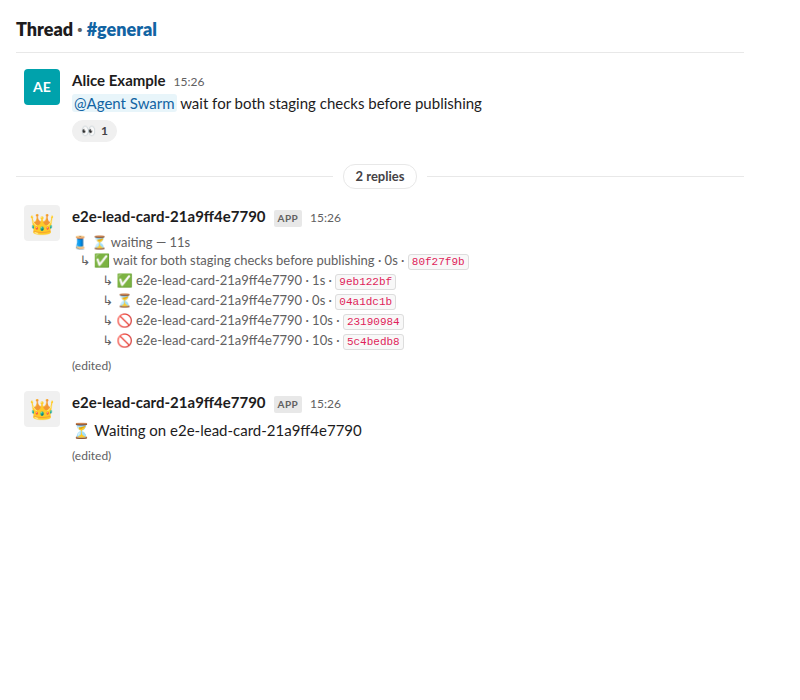 Thread • #general
AE
Alice Example 15:26
@Agent Swarm wait for both staging checks before publishing
👀 1
2 replies
e2e-lead-card-21a9ff4e7790 APP 15:26
🧵 ⏳ waiting — 11s
↳ ✅ wait for both staging checks before publishing · 0s · 80f27f9b
↳ ✅ e2e-lead-card-21a9ff4e7790 · 1s · 9eb122bf
↳ ⏳ e2e-lead-card-21a9ff4e7790 · 0s · 04a1dc1b
↳ 🚫 e2e-lead-card-21a9ff4e7790 · 10s · 23190984
↳ 🚫 e2e-lead-card-21a9ff4e7790 · 10s · 5c4bedb8
(edited)
e2e-lead-card-21a9ff4e7790 APP 15:26
⏳ Waiting on e2e-lead-card-21a9ff4e7790
(edited)